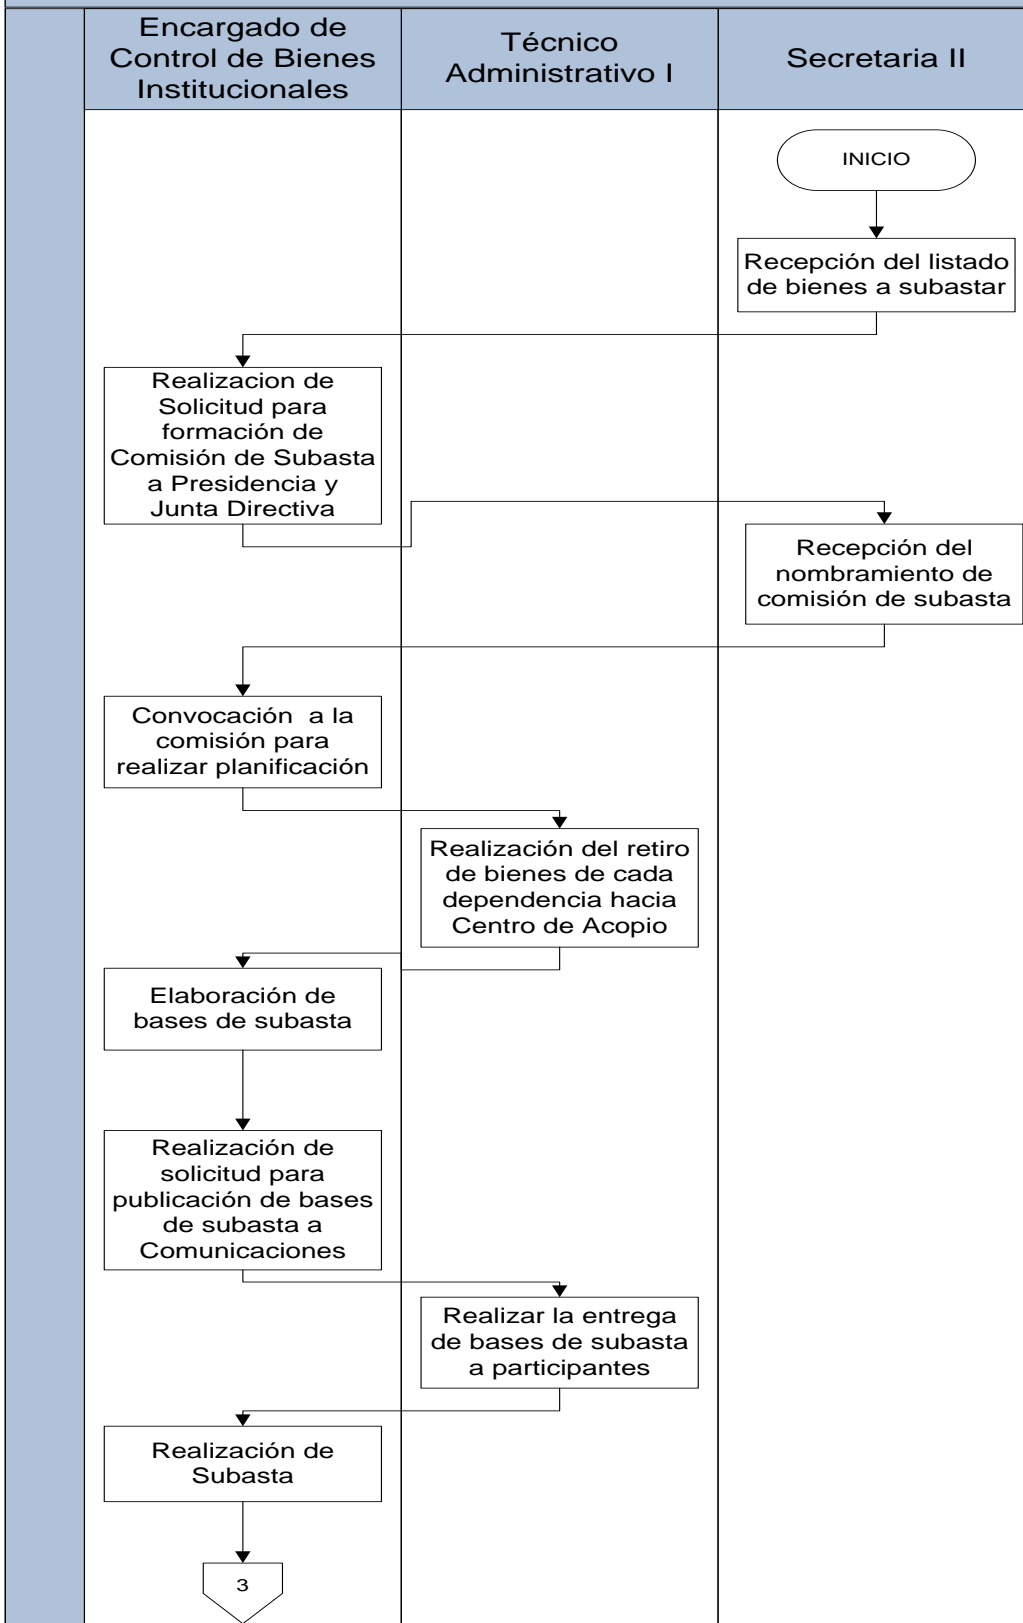 Encargado de
Control de Bienes
Institucionales
Técnico
Administrativo I
Secretaria II
INICIO
Recepción del listado
de bienes a subastar
Realizacion de
Solicitud para
formación de
Comisión de Subasta
a Presidencia y
Junta Directiva
Recepción del
nombramiento de
comisión de subasta
Convocación a la
comisión para
realizar planificación
Realización del retiro
de bienes de cada
dependencia hacia
Centro de Acopio
Elaboración de
bases de subasta
Realización de
solicitud para
publicación de bases
de subasta a
Comunicaciones
Realizar la entrega
de bases de subasta
a participantes
Realización de
Subasta
3